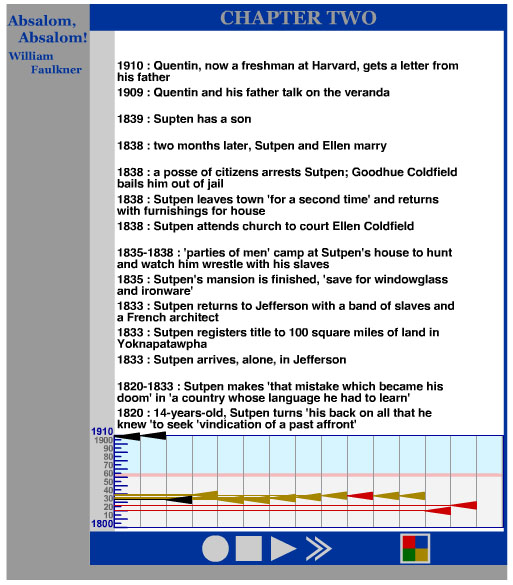 Absalom,
Absalom!
William
Faulkner
CHAPTER TWO
1910 : Quentin, now a freshman at Harvard, gets a letter from
his father
1909 : Quentin and his father talk on the veranda
1839 : Supten has a son
1838 : two months later, Sutpen and Ellen marry
1838 : a posse of citizens arrests Sutpen; Goodhue Coldfield
bails him out of jail
1838 : Sutpen leaves town 'for a second time' and returns
with furnishings for house
1838 : Sutpen attends church to court Ellen Coldfield
1835-1838 : 'parties of men' camp at Sutpen's house to hunt
and watch him wrestle with his slaves
1835 : Sutpen's mansion is finished, 'save for windowglass
and ironware'
1833 : Sutpen returns to Jefferson with a band of slaves and
a French architect
1833 : Sutpen registers title to 100 square miles of land in
Yoknapatawpha
1833 : Sutpen arrives, alone, in Jefferson
1820-1833 : Sutpen makes 'that mistake which became his
doom' in 'a country whose language he had to learn'
1820 : 14-years-old, Sutpen turns 'his back on all that he
knew 'to seek 'vindication of a past affront'
1910
1900
90
80
70
60
50
40
30
20
10
1800